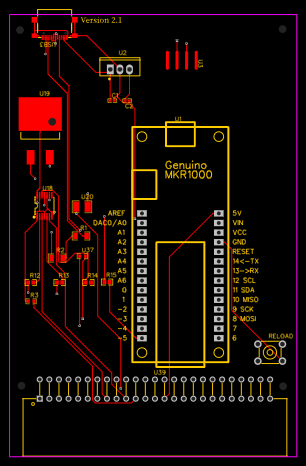 Version 2.1
USB2
U2
U3
C1
C2
U19
U1
Genuino
MKR1000
U18
U20
AREF
DAC0/A0
A1
A2
A3
A4
A5
A6
0
1
2
~3
~4
~5
5V
VIN
VCC
GND
RESET
14<-TX
13->RX
12 SCL
11 SDA
10 MISO
9 SCK
8 MOSI
7
6
R1
R2
U37
R12
R13
R14
R15
R3
RELOAD
U39